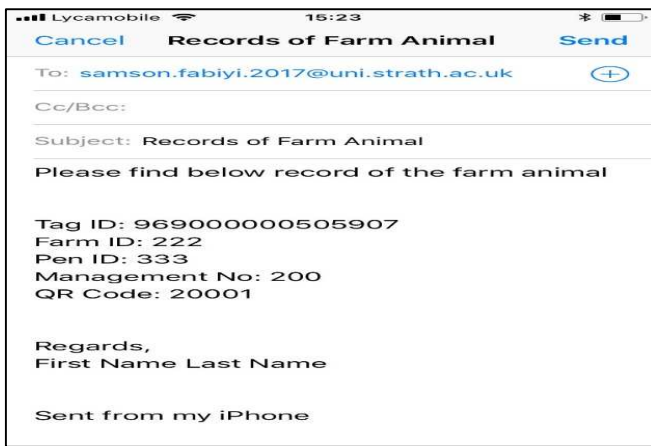 Lycamobile 15:23
Cancel Records of Farm Animal Send
To: samson.fabiyi.2017@uni.strath.ac.uk
Cc/Bcc:
Subject: Records of Farm Animal
Please find below record of the farm animal
Tag ID: 969000000505907
Farm ID: 222
Pen ID: 333
Management No: 200
QR Code: 20001
Regards,
First Name Last Name
Sent from my iPhone